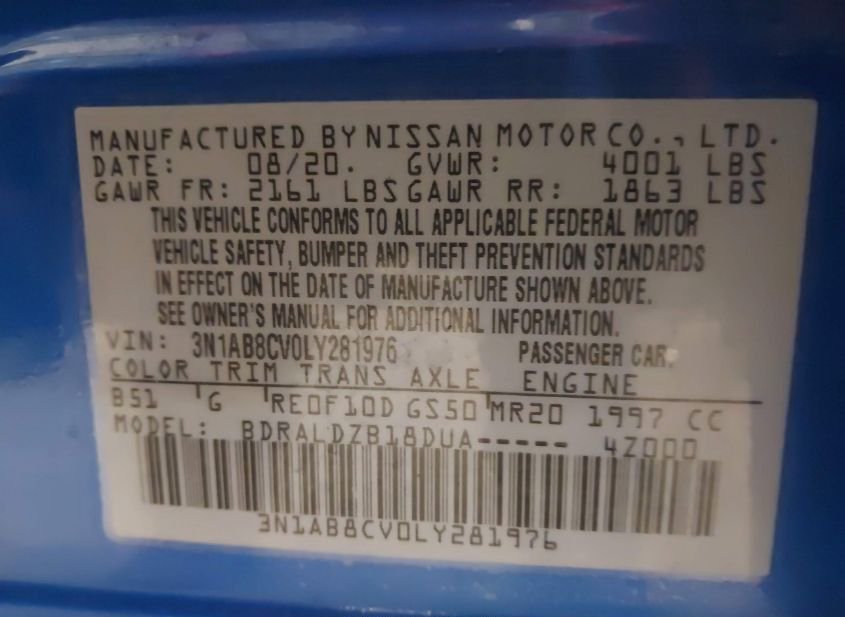 MANUFACTURED BY NISSAN MOTOR CO., LTD.
DATE: 08/20. GVWR: 4001 LBS
GAWR FR: 2161 LBS GAWR RR: 1863 LBS
THIS VEHICLE CONFORMS TO ALL APPLICABLE FEDERAL MOTOR
VEHICLE SAFETY, BUMPER AND THEFT PREVENTION STANDARDS
IN EFFECT ON THE DATE OF MANUFACTURE SHOWN ABOVE.
SEE OWNER'S MANUAL FOR ADDITIONAL INFORMATION.
VIN: 3N1AB8CV0LY281976 PASSENGER CAR.
COLOR TRIM TRANS AXLE ENGINE
B51 G RE0F10D GS50 MR20 1997 CC
MODEL: BDRALDZB18DUA----- 4Z000
3N1AB8CV0LY281976